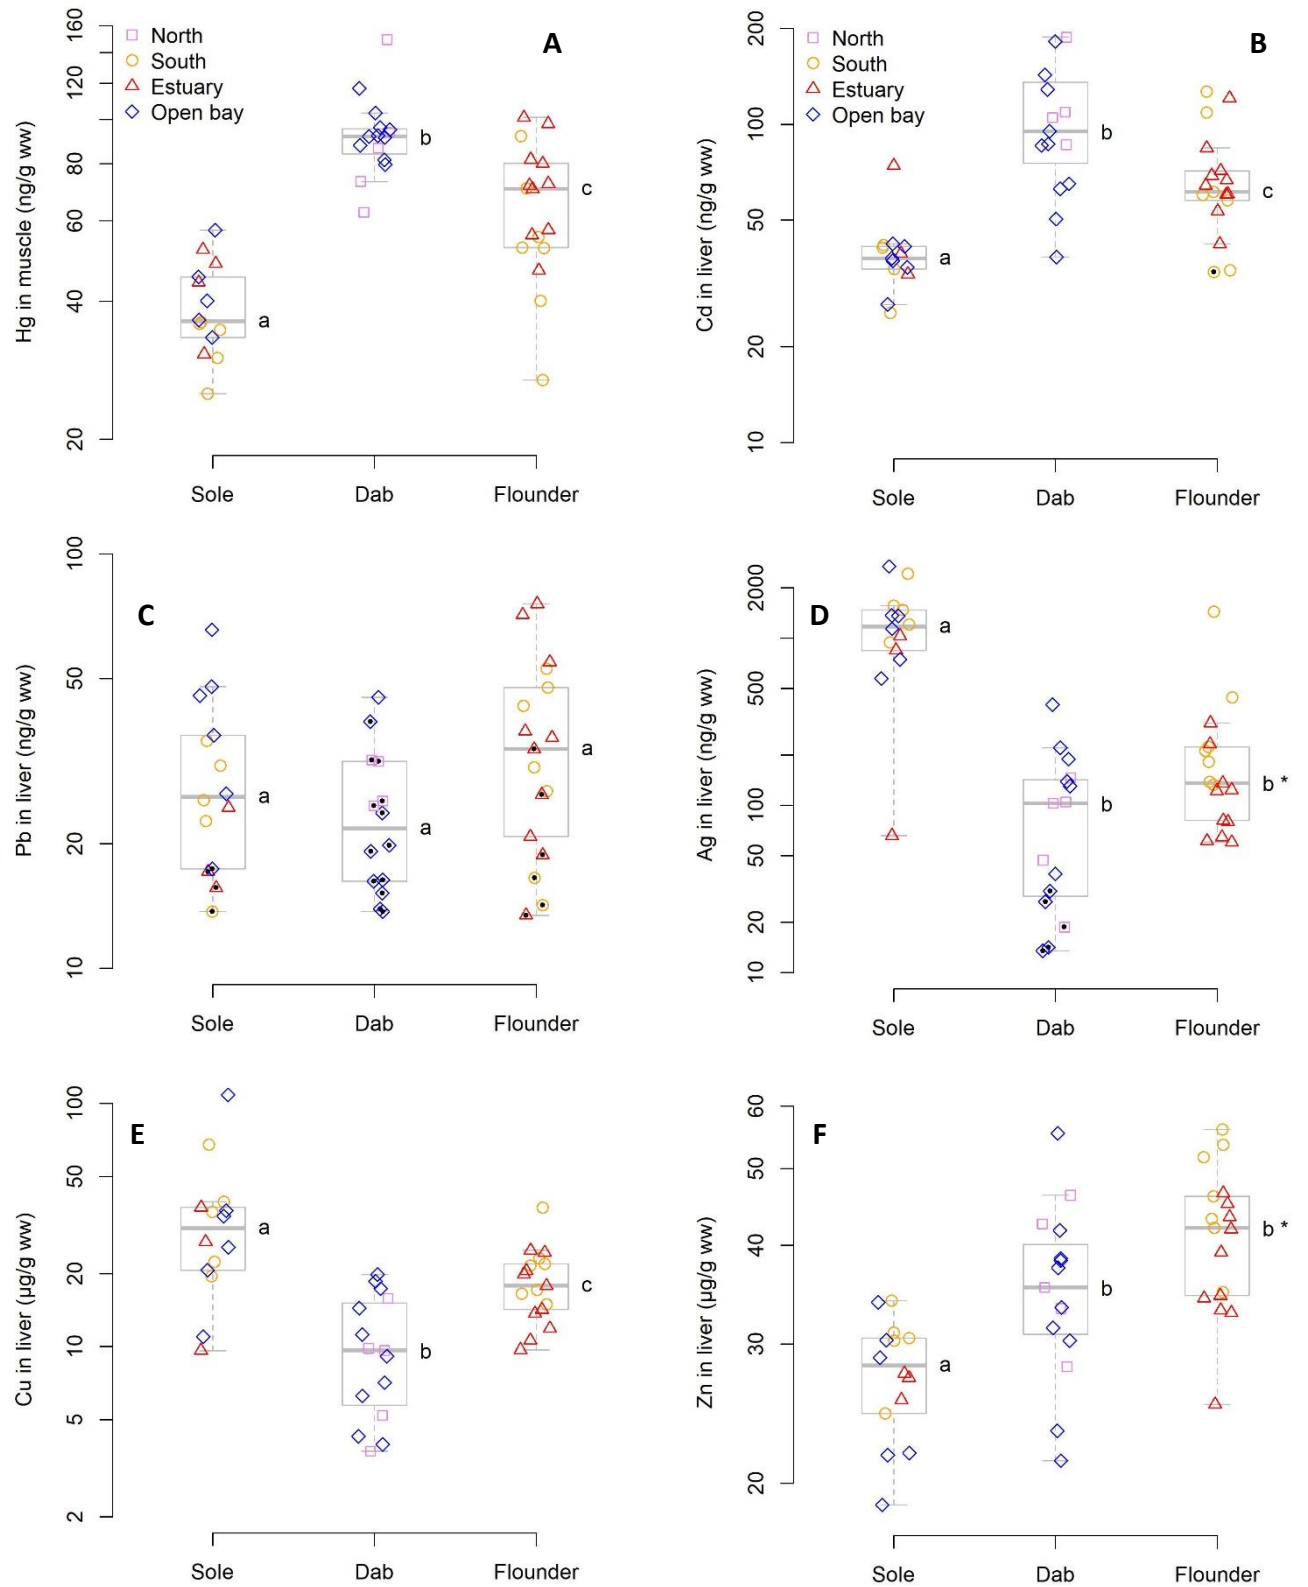 A
North
South
Estuary
Open bay
Hg in muscle (ng/g ww)
160
120
80
60
40
20
a
b
c
Sole
Dab
Flounder
B
North
South
Estuary
Open bay
Cd in liver (ng/g ww)
200
100
50
20
10
a
b
c
Sole
Dab
Flounder
C
Pb in liver (ng/g ww)
100
50
20
10
a
a
a
Sole
Dab
Flounder
D
Ag in liver (ng/g ww)
2000
500
100
50
20
10
a
b
b *
Sole
Dab
Flounder
E
Cu in liver (µg/g ww)
100
50
20
10
5
2
a
b
c
Sole
Dab
Flounder
F
Zn in liver (µg/g ww)
60
50
40
30
20
a
b
b *
Sole
Dab
Flounder